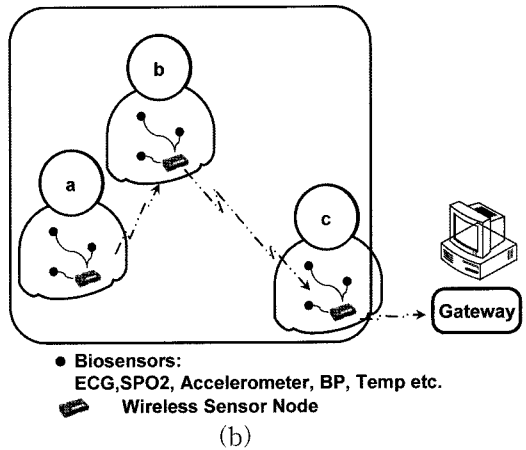 b
a
c
Gateway
Biosensors:
ECG,SPO2, Accelerometer, BP, Temp etc.
Wireless Sensor Node
(b)